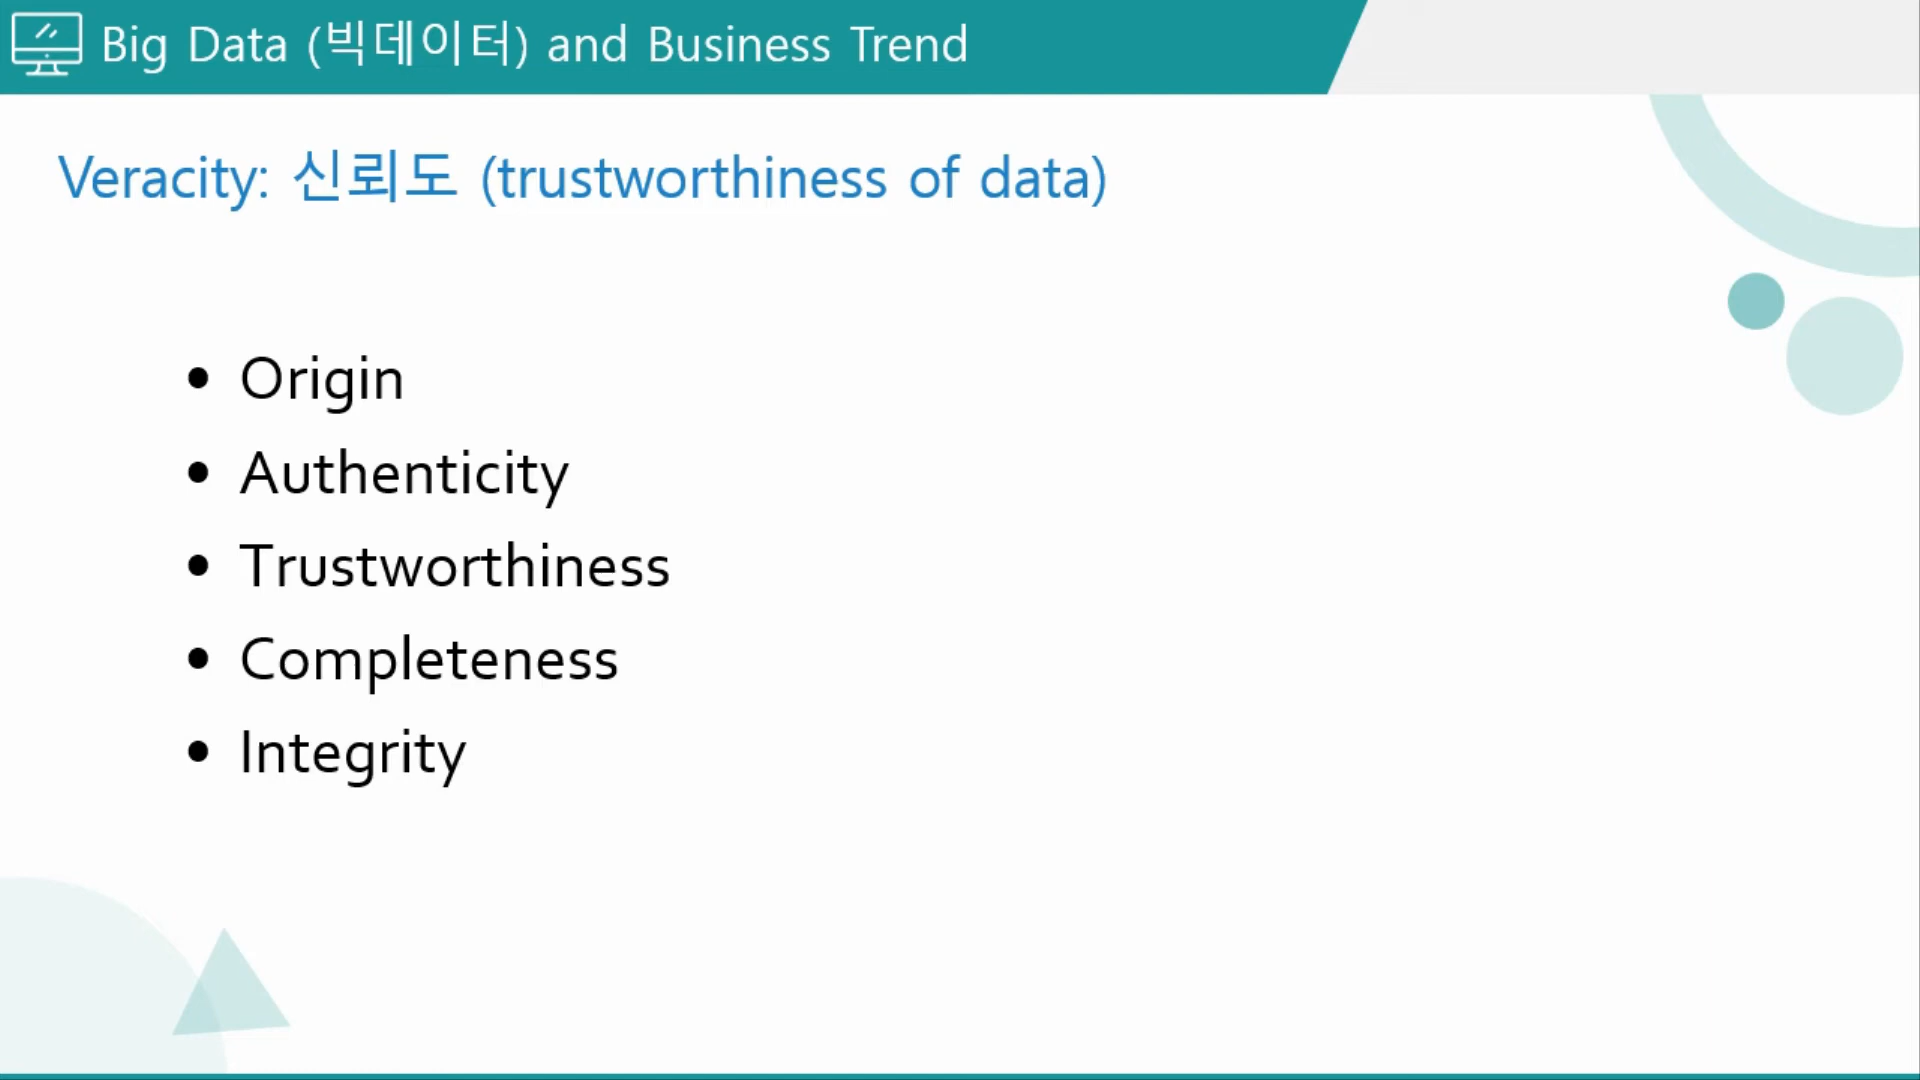 Big Data (빅데이터) and Business Trend
Veracity: 신뢰도 (trustworthiness of data)
• Origin
• Authenticity
• Trustworthiness
• Completeness
• Integrity